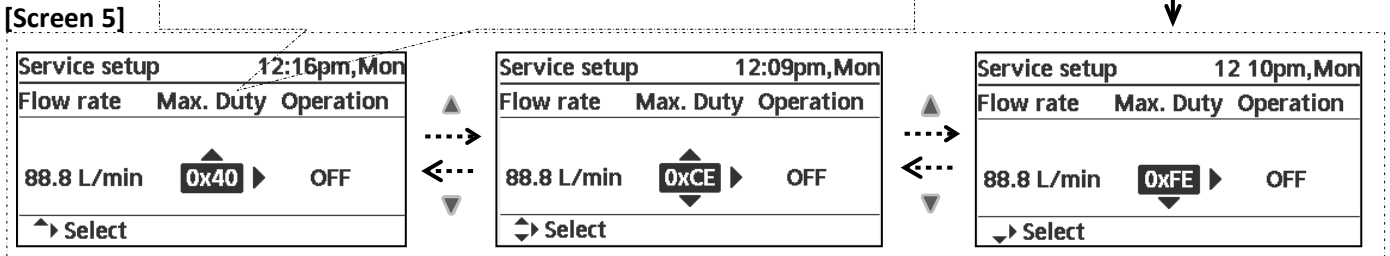 [Screen 5]
Service setup 12:16pm,Mon
Flow rate Max. Duty Operation
88.8 L/min 0x40 OFF
Select
Service setup 12:09pm,Mon
Flow rate Max. Duty Operation
88.8 L/min 0xCE OFF
Select
Service setup 12 10pm,Mon
Flow rate Max. Duty Operation
88.8 L/min 0xFE OFF
Select